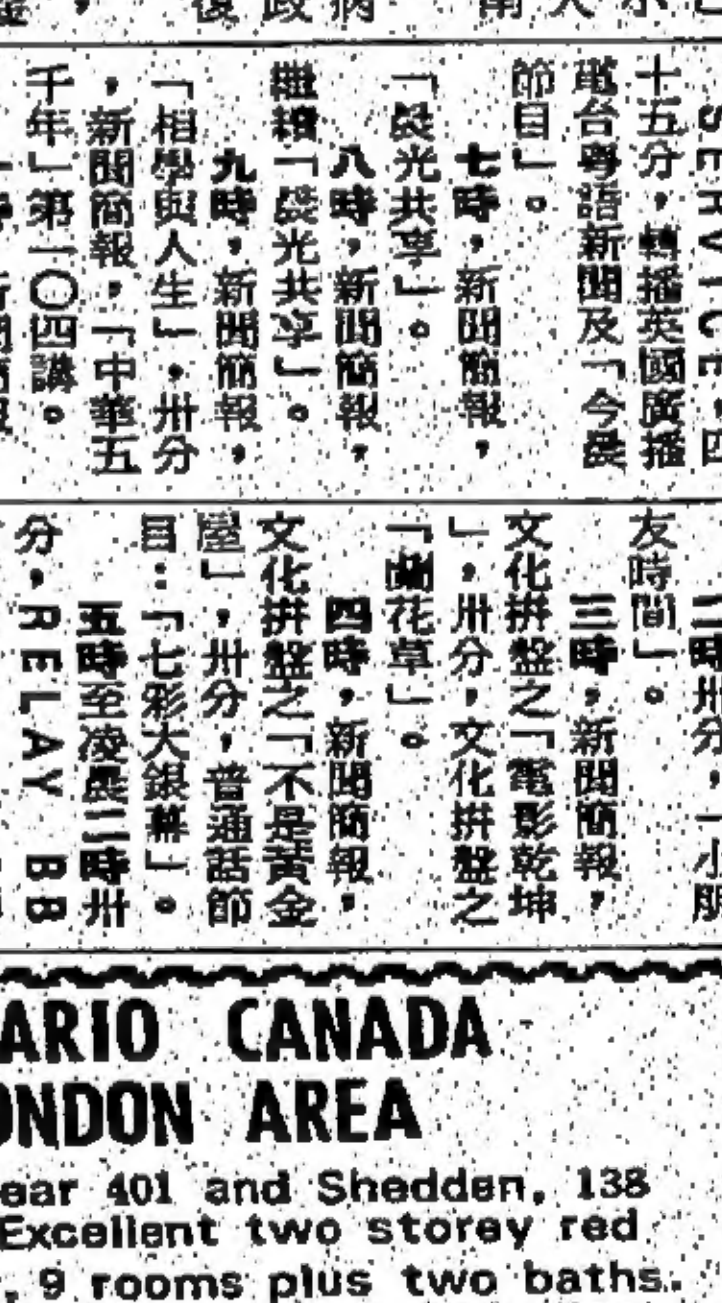 SERVICE，四
十五分，轉播英國廣播
電台粵語新聞及「今晨
節目」。
七時，新聞簡報，
「晨光共享」。
八時，新聞簡報，
繼續「晨光共享」。
九時，新聞簡報，
「相學與人生」，卅分
，新聞簡報，「中華五
千年」第一〇四講。
二時卅分，「小朋
友時間」。
三時，新聞簡報，
文化拼盤之「電影乾坤
」，卅分，文化拼盤之
「蘭花草」。
四時，新聞簡報，
文化拼盤之「不是黃金
屋」，卅分，普通話節
目：「七彩大銀幕」。
五時至凌晨二時卅
分，RELAY BB
ARIO CANADA
ONDON AREA
ear 401 and Shedden, 138
Excellent two storey red
, 9 rooms plus two baths.